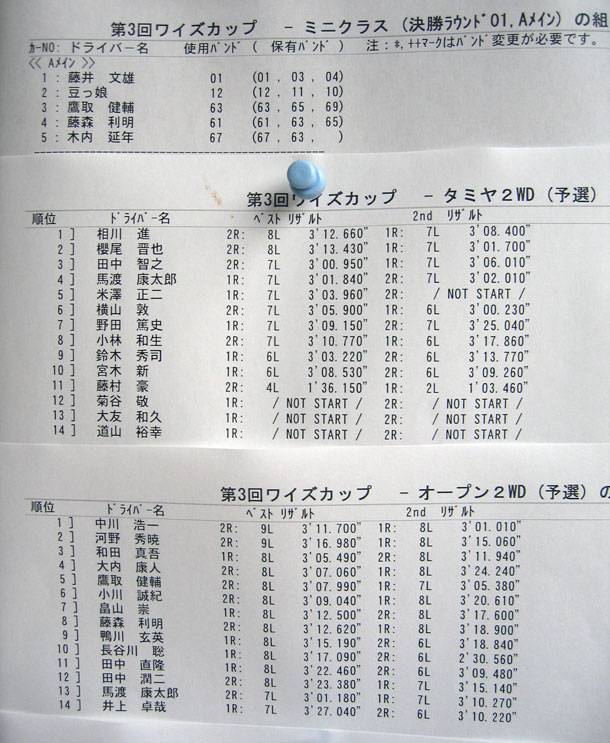 第3回ワイズカップ － ミニクラス (決勝ラウンド01, Aメイン) の組
カーNO: ドライバー名 使用バンド ( 保有バンド ) 注：*,++マークはバンド変更が必要です。
<< Aメイン >>
1 : 藤井 文雄 01 (01 , 03 , 04)
2 : 豆っ娘 12 (12 , 11 , 10)
3 : 鷹取 健輔 63 (63 , 65 , 69)
4 : 藤森 利明 61 (61 , 63 , 65)
5 : 木内 延年 67 (67 , 63 , )
第3回ワイズカップ － タミヤ２WD (予選)
順位 ドライバー名 ベスト リザルト 2nd リザルト
1 ] 相川 進 2R: 8L 3'12.660" 1R: 7L 3'08.400"
2 ] 櫻尾 晋也 2R: 8L 3'13.430" 1R: 7L 3'01.700"
3 ] 田中 智之 2R: 7L 3'00.950" 1R: 7L 3'06.010"
4 ] 馬渡 康太郎 1R: 7L 3'01.840" 2R: 7L 3'02.010"
5 ] 米澤 正二 1R: 7L 3'03.960" 2R: / NOT START /
6 ] 横山 敦 2R: 7L 3'05.900" 1R: 6L 3'00.230"
7 ] 野田 篤史 1R: 7L 3'09.150" 2R: 7L 3'25.040"
8 ] 小林 和生 2R: 7L 3'10.770" 1R: 6L 3'17.860"
9 ] 鈴木 秀司 1R: 6L 3'03.220" 2R: 6L 3'13.770"
10 ] 宮木 新 1R: 6L 3'08.530" 2R: 6L 3'09.260"
11 ] 藤村 豪 2R: 4L 1'36.150" 1R: 2L 1'03.460"
12 ] 菊谷 敬 1R: / NOT START / 2R: / NOT START /
13 ] 大友 和久 1R: / NOT START / 2R: / NOT START /
14 ] 道山 裕幸 1R: / NOT START / 2R: / NOT START /
第3回ワイズカップ － オープン２WD (予選) の
順位 ドライバー名 ベスト リザルト 2nd リザルト
1 ] 中川 浩一 2R: 9L 3'11.700" 1R: 8L 3'01.010"
2 ] 河野 秀暁 2R: 9L 3'16.980" 1R: 8L 3'15.060"
3 ] 和田 真吾 1R: 8L 3'05.490" 2R: 8L 3'11.940"
4 ] 大内 康人 2R: 8L 3'07.060" 1R: 8L 3'24.240"
5 ] 鷹取 健輔 2R: 8L 3'07.990" 1R: 7L 3'05.380"
6 ] 小川 誠紀 2R: 8L 3'09.040" 1R: 8L 3'20.610"
7 ] 畠山 崇 1R: 8L 3'12.500" 2R: 8L 3'17.600"
8 ] 藤森 利明 2R: 8L 3'12.620" 1R: 8L 3'18.900"
9 ] 鴨川 玄英 2R: 8L 3'15.190" 1R: 8L 3'18.840"
10 ] 長谷川 聡 1R: 8L 3'17.090" 2R: 6L 2'30.560"
11 ] 田中 直隆 1R: 8L 3'22.460" 2R: 6L 3'09.480"
12 ] 田中 潤二 2R: 8L 3'23.380" 1R: 7L 3'15.140"
13 ] 馬渡 康太郎 2R: 7L 3'01.180" 1R: 7L 3'10.270"
14 ] 井上 卓哉 1R: 7L 3'27.040" 2R: 6L 3'10.220"